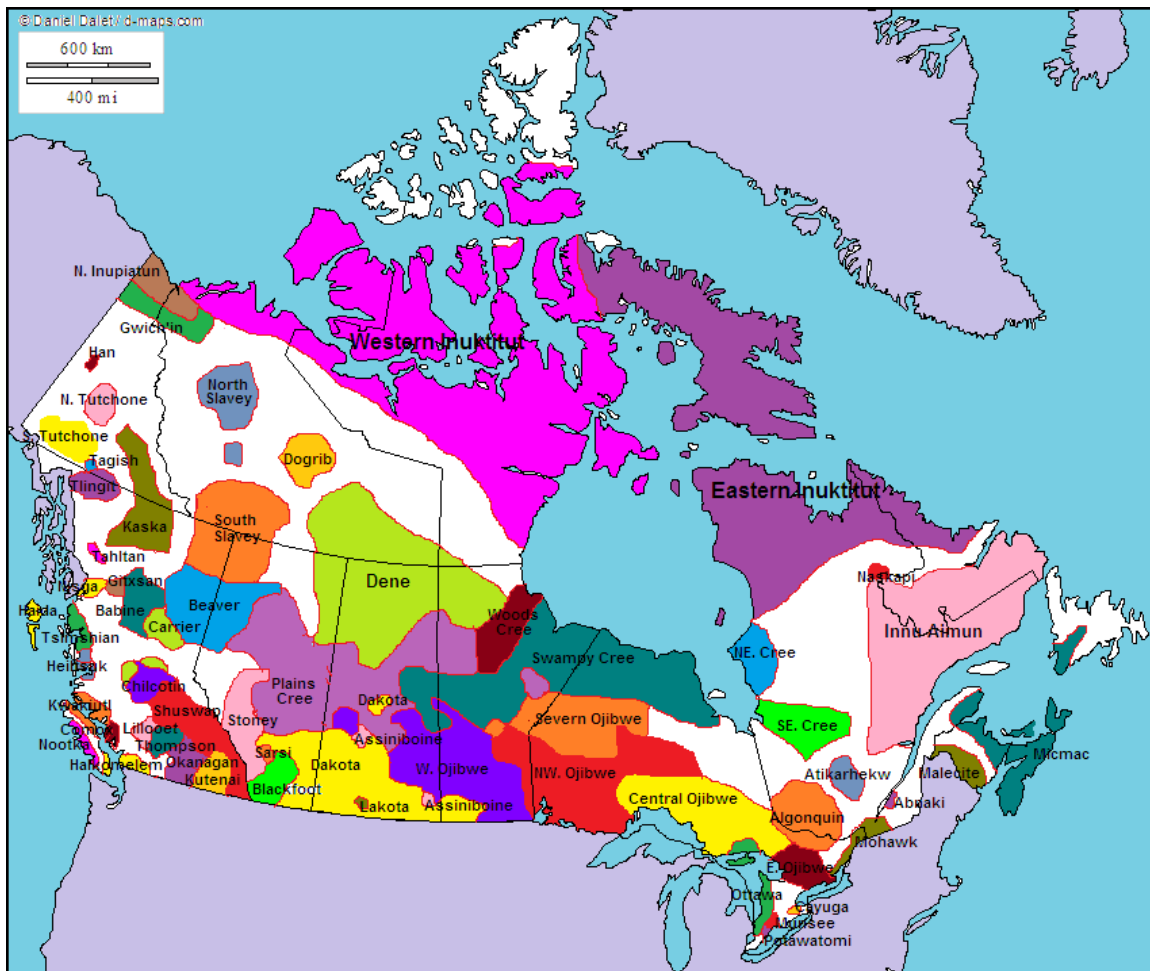 © Daniel Dalet / d-maps.com
600 km
400 mi
N. Inupiatun
Gwich'in
Han
Western Inuktitut
North
Slavey
N. Tutchone
S. Tutchone
Dogrib
Tagish
Tlingit
Eastern Inuktitut
Kaska
South
Slavey
Tahltan
Dene
Naskapi
Nisga
Gitxsan
Haida
Babine
Beaver
Woods
Cree
Carrier
Tsimshian
Innu Aimun
NE. Cree
Swampy Cree
Heiltsuk
Chilcotin
Plains
Cree
Dakota
Kwakiutl
Shuswap
Stoney
Severn Ojibwe
SE. Cree
Comox
Lillooet
Assiniboine
Nootka
Thompson
Sarsi
Micmac
Halkomelem
Okanagan
Dakota
W. Ojibwe
NW. Ojibwe
Atikarhekw
Malecite
Kutenai
Blackfoot
Lakota
Assiniboine
Central Ojibwe
Abnaki
Algonquin
Mohawk
E. Ojibwe
Ottawa
Cayuga
Munsee
Potawatomi